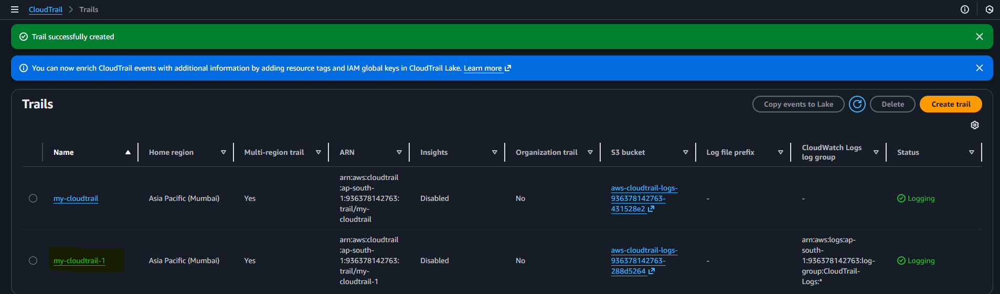 CloudTrail > Trails
Trail successfully created
You can now enrich CloudTrail events with additional information by adding resource tags and IAM global keys in CloudTrail Lake. Learn more
Trails
Copy events to Lake
Delete
Create trail
Name
Home region
Multi-region trail
ARN
Insights
Organization trail
S3 bucket
Log file prefix
CloudWatch Logs
log group
Status
my-cloudtrail
Asia Pacific (Mumbai)
Yes
arn:aws:cloudtrail
:ap-south-
1:936378142763:
trail/my-
cloudtrail
Disabled
No
aws-cloudtrail-logs-
936378142763-
431528e2
-
-
Logging
my-cloudtrail-1
Asia Pacific (Mumbai)
Yes
arn:aws:cloudtrail
:ap-south-
1:936378142763:
trail/my-
cloudtrail-1
Disabled
No
aws-cloudtrail-logs-
936378142763-
288d5264
-
arn:aws:logs:ap-
south-
1:936378142763:log-
group:CloudTrail-
Logs:*
Logging